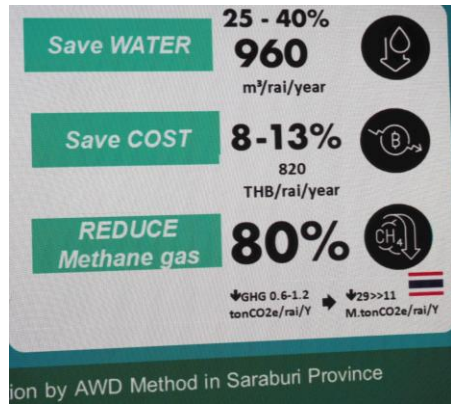 25 - 40%
Save WATER
960
m³/rai/year
Save COST
8-13%
฿
820
THB/rai/year
REDUCE
Methane gas
80%
CH₄
↓GHG 0.6-1.2
tonCO2e/rai/Y
↓29>>11
M.tonCO2e/rai/Y
ion by AWD Method in Saraburi Province